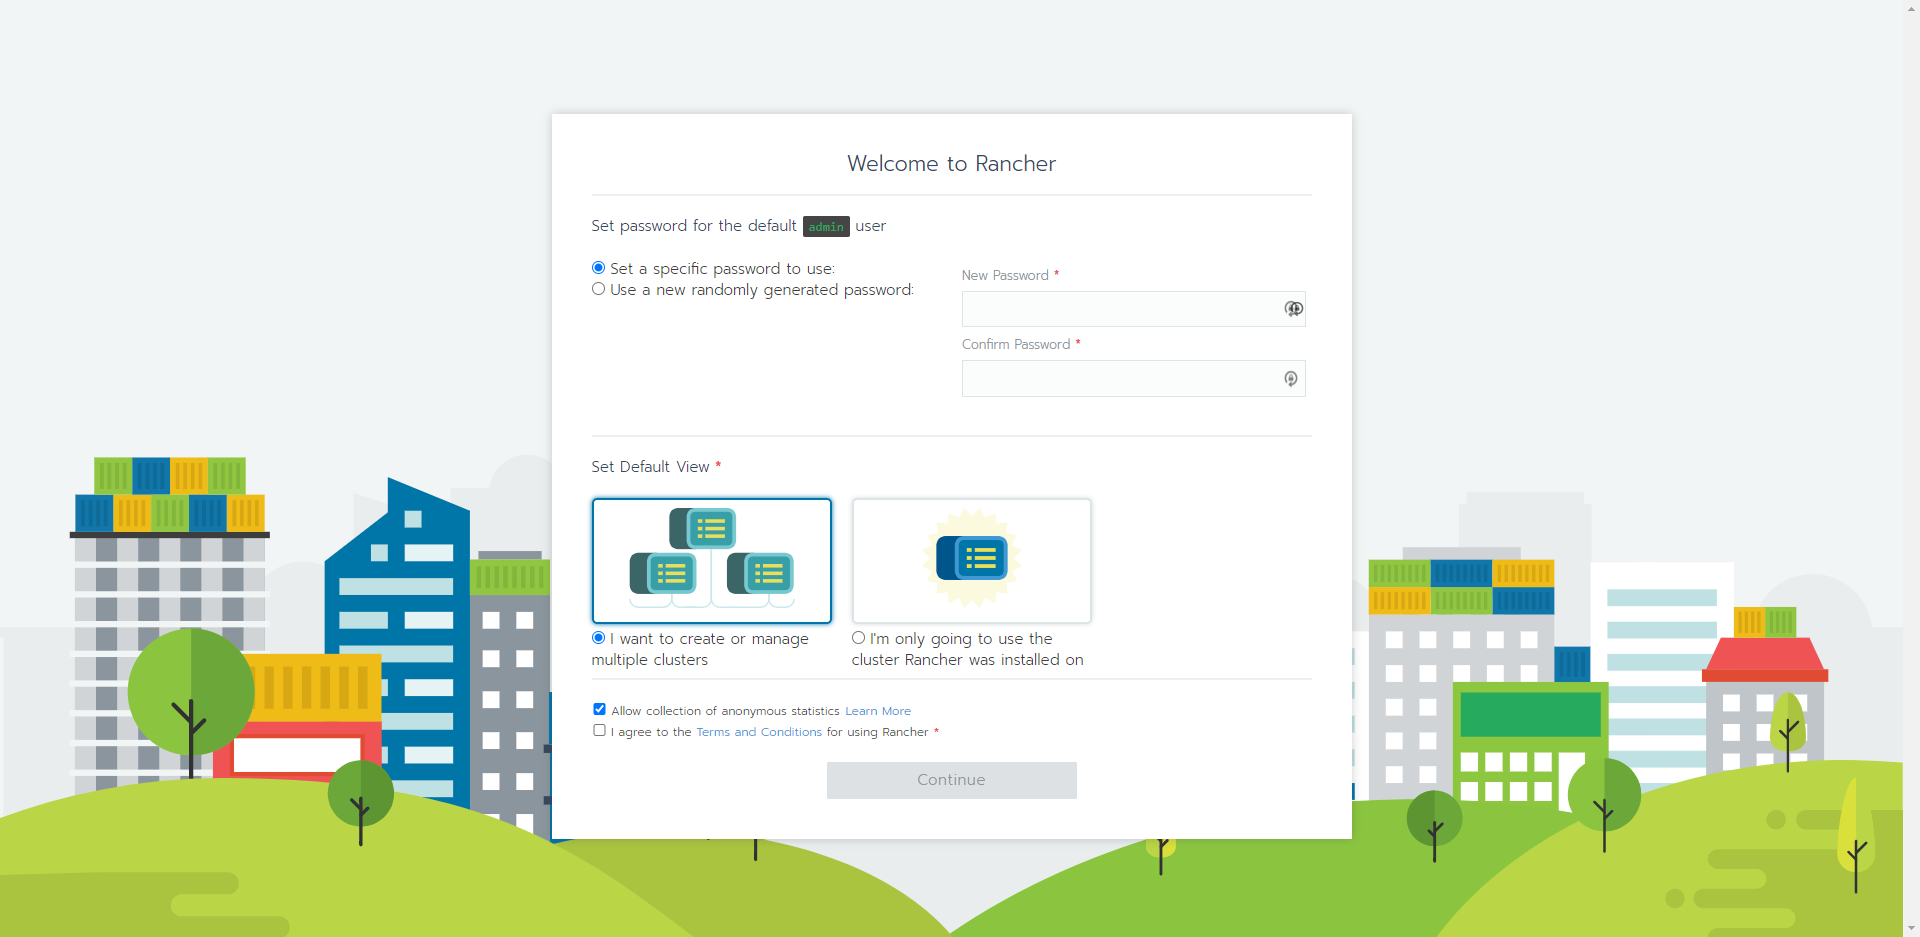 Welcome to Rancher
Set password for the default admin user
Set a specific password to use:
Use a new randomly generated password:
New Password *
Confirm Password *
Set Default View *
I want to create or manage
multiple clusters
I'm only going to use the
cluster Rancher was installed on
Allow collection of anonymous statistics Learn More
I agree to the Terms and Conditions for using Rancher *
Continue